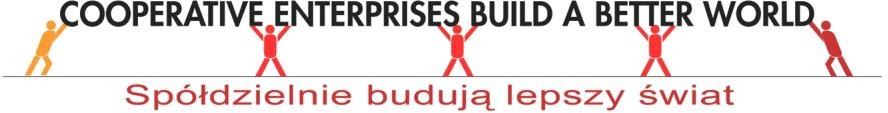 COOPERATIVE ENTERPRISES BUILD A BETTER WORLD
Spółdzielnie budują lepszy świat